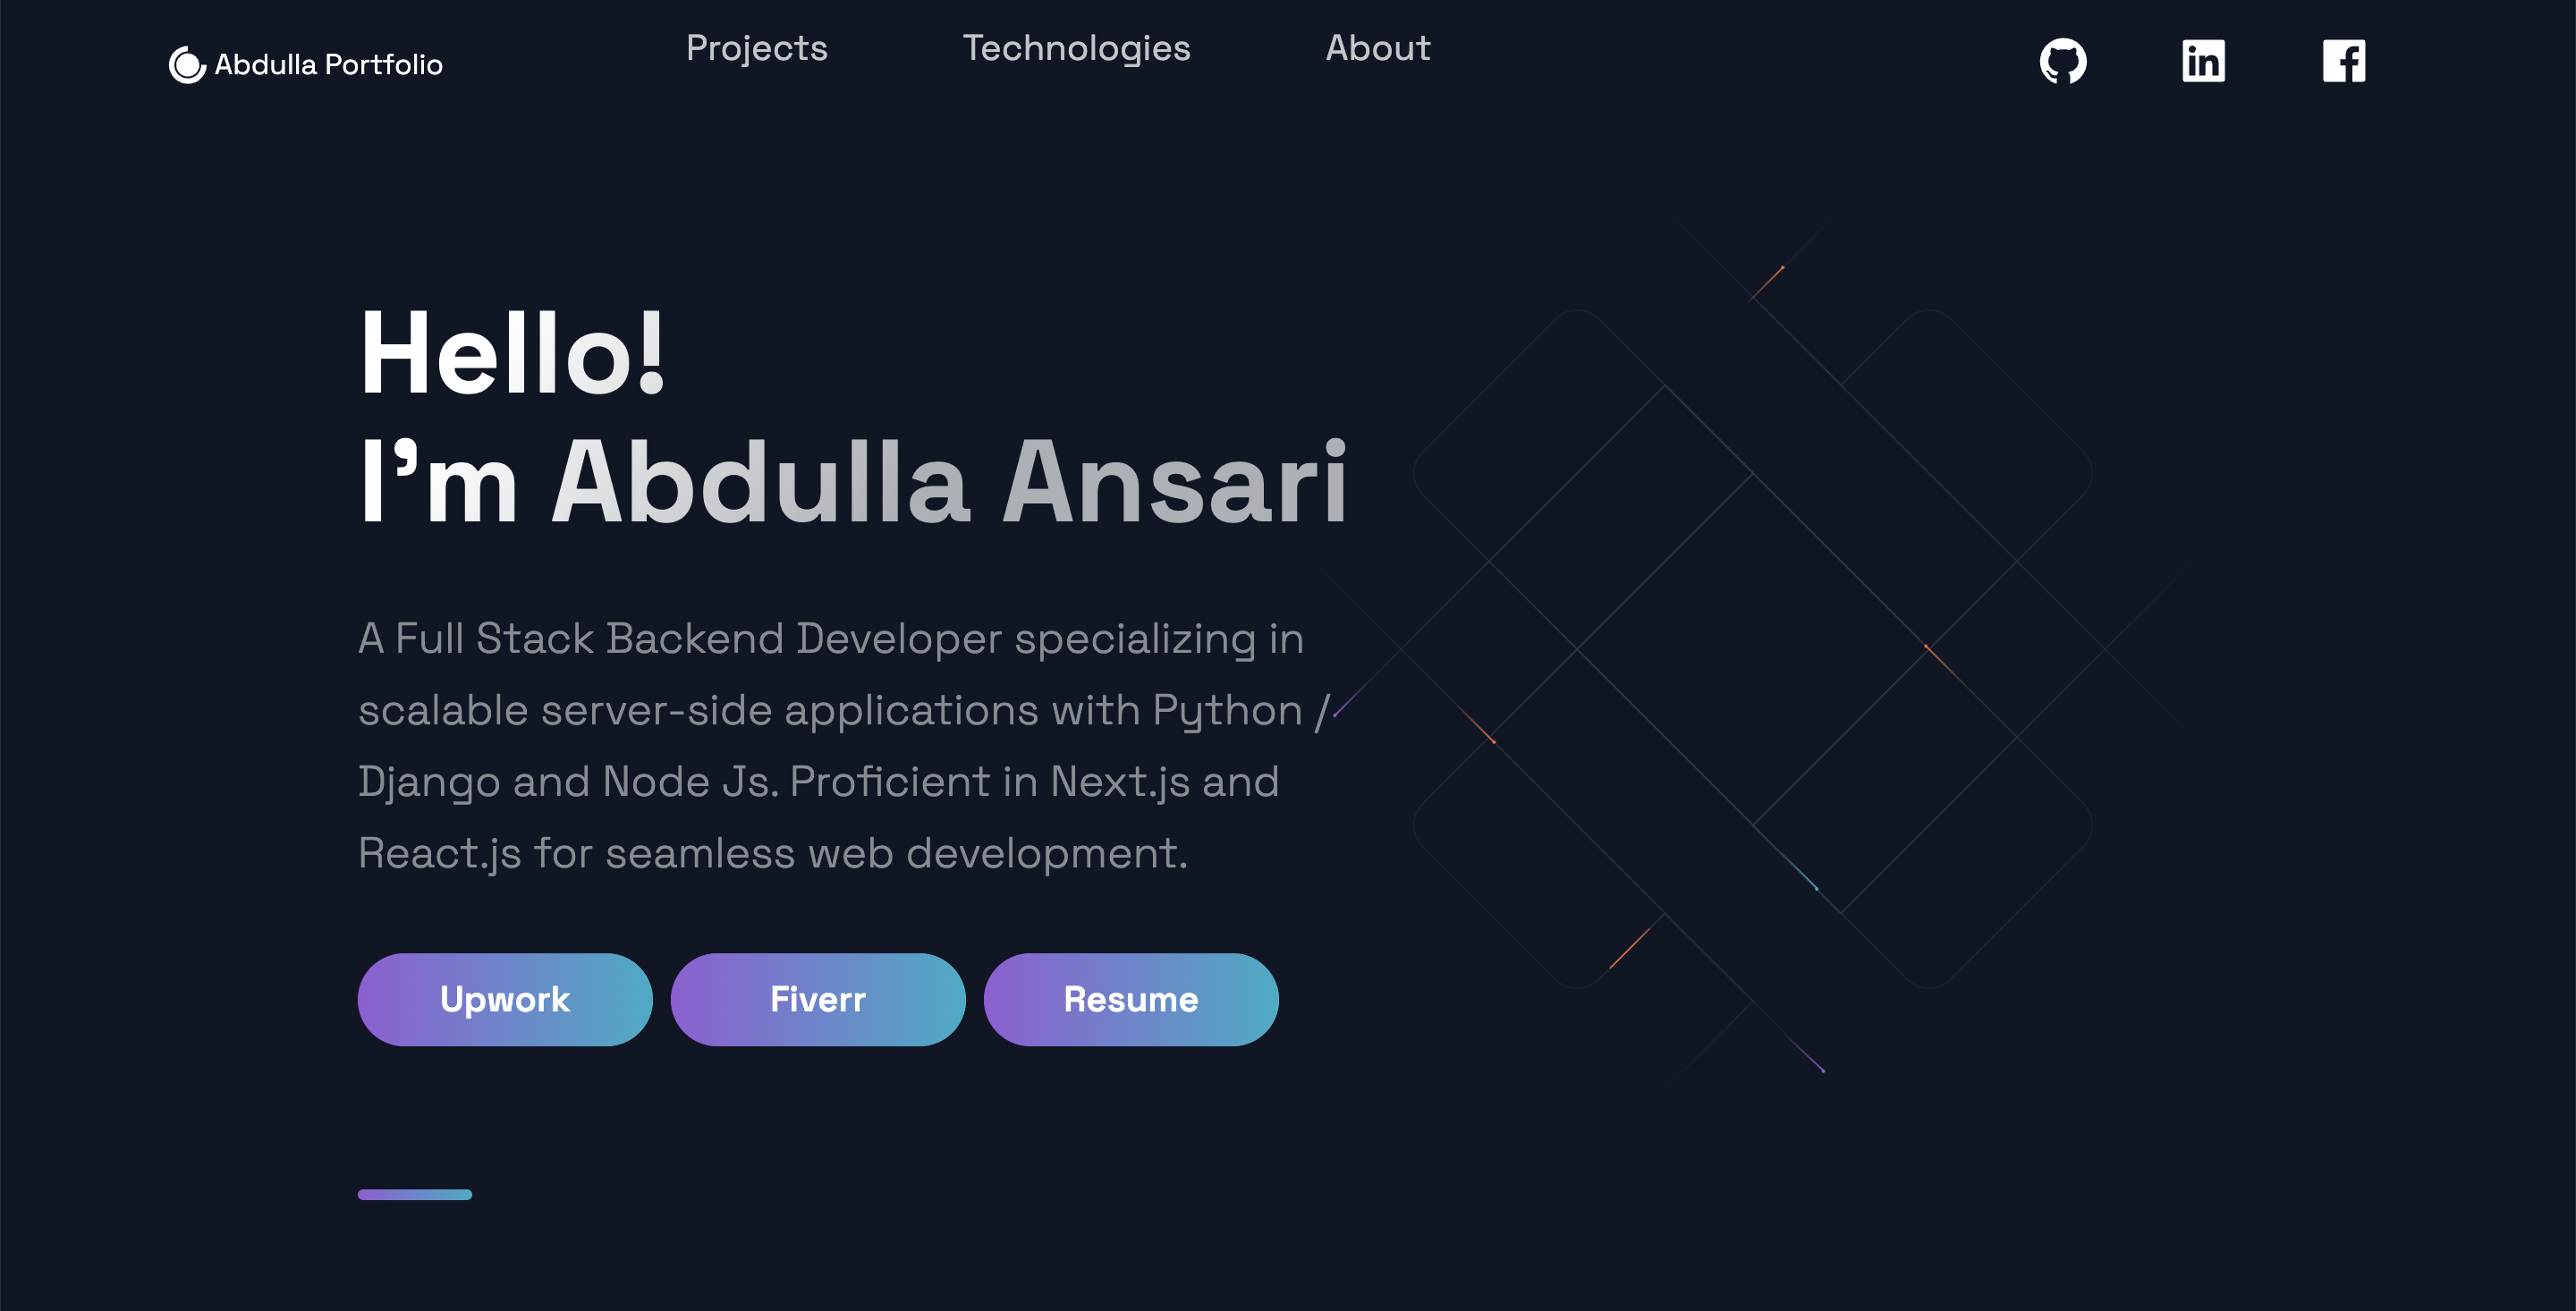 Abdulla Portfolio
Projects
Technologies
About
Hello!
I’m Abdulla Ansari
A Full Stack Backend Developer specializing in
scalable server-side applications with Python /
Django and Node Js. Proficient in Next.js and
React.js for seamless web development.
Upwork
Fiverr
Resume